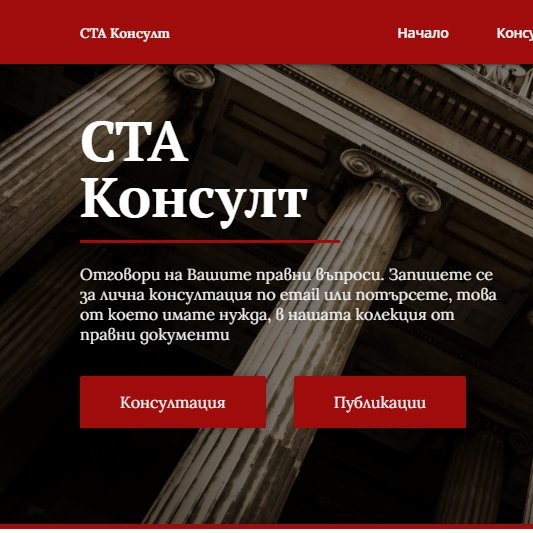 СТА Консулт
Начало
СТА
Консулт
Отговори на Вашите правни въпроси. Запишете се
за лична консултация по email или потърсете, това
от което имате нужда, в нашата колекция от
правни документи
Консултация
Публикации